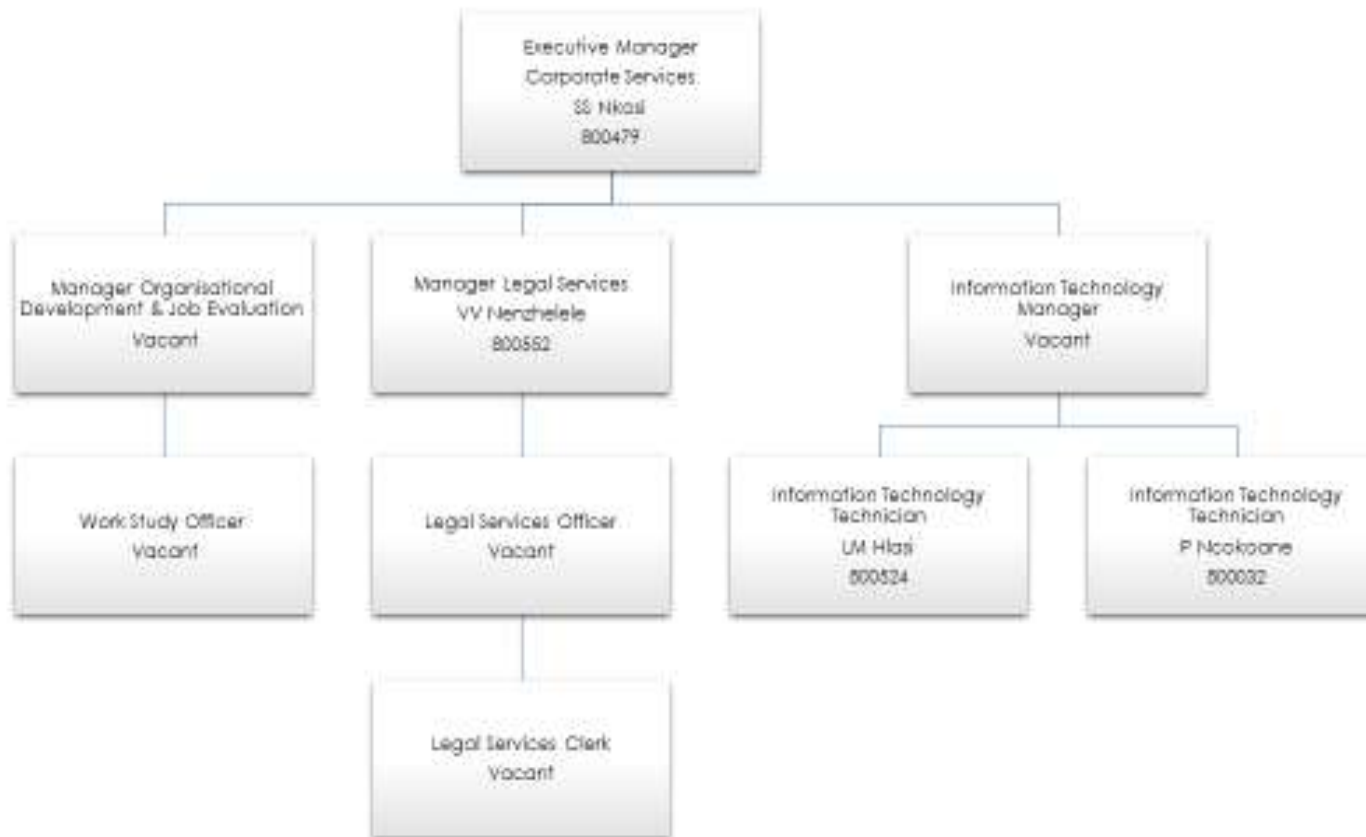 Executive Manager
Corporate Services
SS Nkosi
800479
Manager Organisational
Development & Job Evaluation
Vacant
Manager Legal Services
VV Nenzhelele
800552
Information Technology
Manager
Vacant
Work Study Officer
Vacant
Legal Services Officer
Vacant
Information Technology
Technician
LM Hlasi
800524
Information Technology
Technician
P Ncokoane
800032
Legal Services Clerk
Vacant